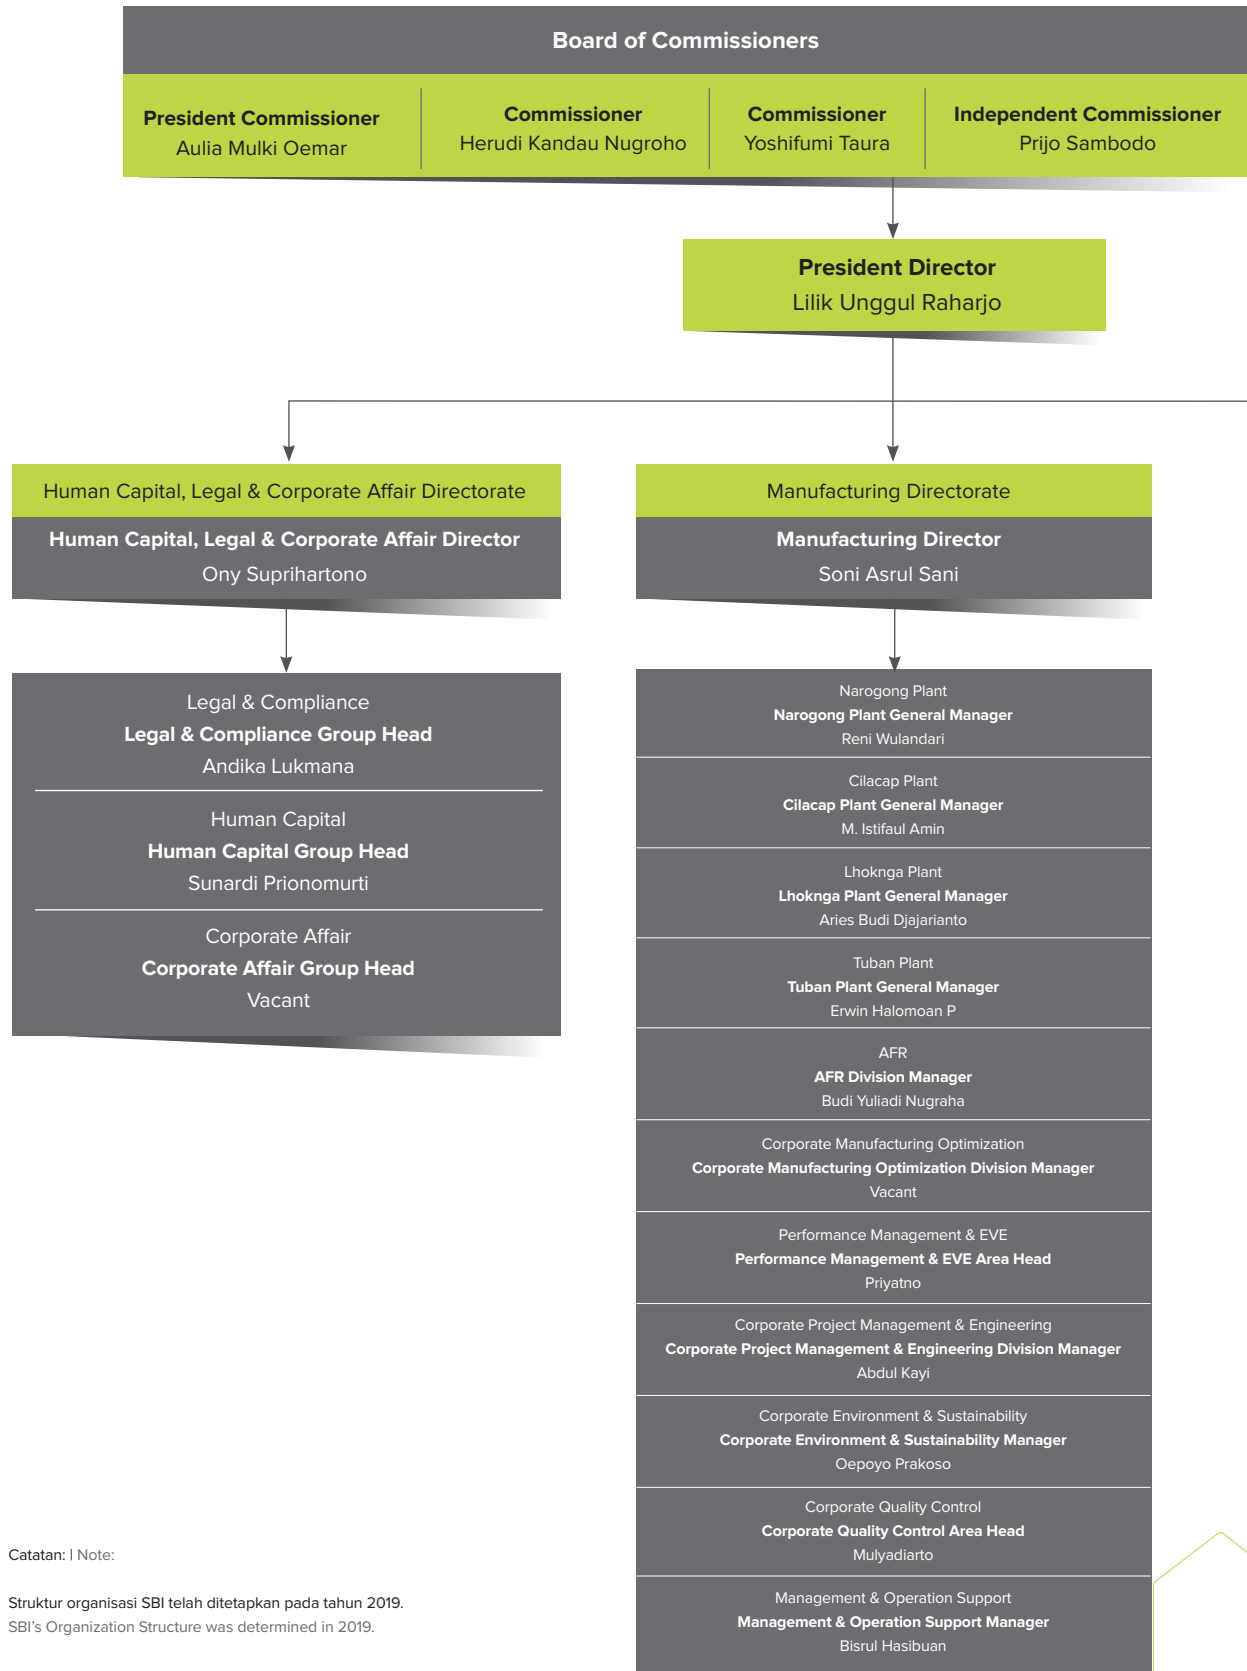 Board of Commissioners
President Commissioner
Aulia Mulki Oemar
Commissioner
Herudi Kandau Nugroho
Commissioner
Yoshifumi Taura
Independent Commissioner
Prijo Sambodo
President Director
Lilik Unggul Raharjo
Human Capital, Legal & Corporate Affair Directorate
Human Capital, Legal & Corporate Affair Director
Ony Suprihartono
Legal & Compliance
Legal & Compliance Group Head
Andika Lukmana
Human Capital
Human Capital Group Head
Sunardi Prionomurti
Corporate Affair
Corporate Affair Group Head
Vacant
Manufacturing Directorate
Manufacturing Director
Soni Asrul Sani
Narogong Plant
Narogong Plant General Manager
Reni Wulandari
Cilacap Plant
Cilacap Plant General Manager
M. Istifaul Amin
Lhoknga Plant
Lhoknga Plant General Manager
Aries Budi Djajarianto
Tuban Plant
Tuban Plant General Manager
Erwin Halomoan P
AFR
AFR Division Manager
Budi Yuliadi Nugraha
Corporate Manufacturing Optimization
Corporate Manufacturing Optimization Division Manager
Vacant
Performance Management & EVE
Performance Management & EVE Area Head
Priyatno
Corporate Project Management & Engineering
Corporate Project Management & Engineering Division Manager
Abdul Kayi
Corporate Environment & Sustainability
Corporate Environment & Sustainability Manager
Oepoyo Prakoso
Corporate Quality Control
Corporate Quality Control Area Head
Mulyadiarto
Management & Operation Support
Management & Operation Support Manager
Bisrul Hasibuan
Catatan: | Note:
Struktur organisasi SBI telah ditetapkan pada tahun 2019.
SBI's Organization Structure was determined in 2019.